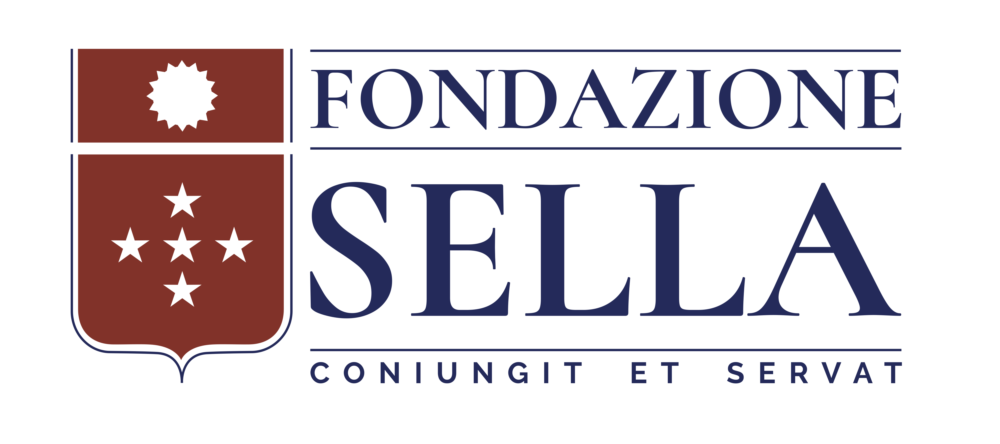 FONDAZIONE
SELLA
CONIUNGIT ET SERVAT